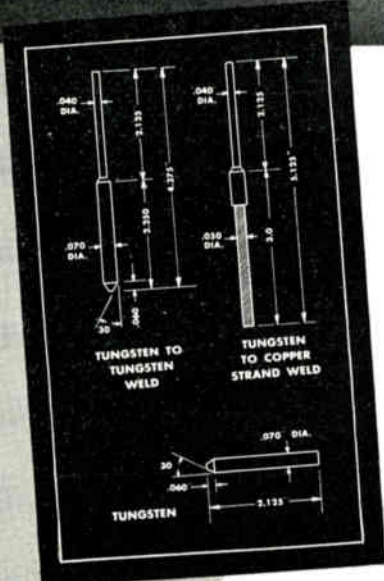 .040
DIA.
2.125
4.375
2.250
.070
DIA.
.060
30
TUNGSTEN TO
TUNGSTEN
WELD
.040
DIA.
2.125
5.125
.050
DIA.
3.0
TUNGSTEN
TO COPPER
STRAND WELD
.070 DIA.
30
.060
2.125
TUNGSTEN